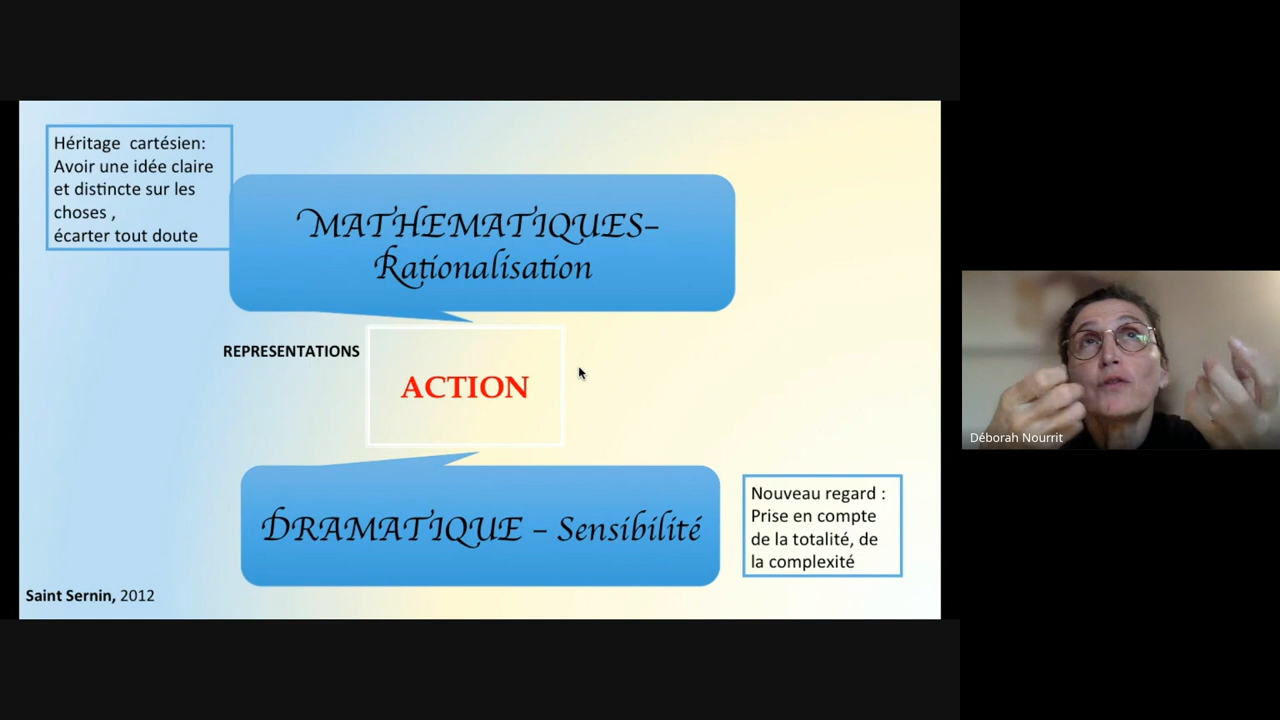 Héritage cartésien:
Avoir une idée claire
et distincte sur les
choses ,
écarter tout doute
MATHEMATIQUES–
Rationalisation
REPRESENTATIONS
ACTION
DRAMATIQUE – Sensibilité
Nouveau regard :
Prise en compte
de la totalité, de
la complexité
Saint Sernin, 2012
Déborah Nourrit